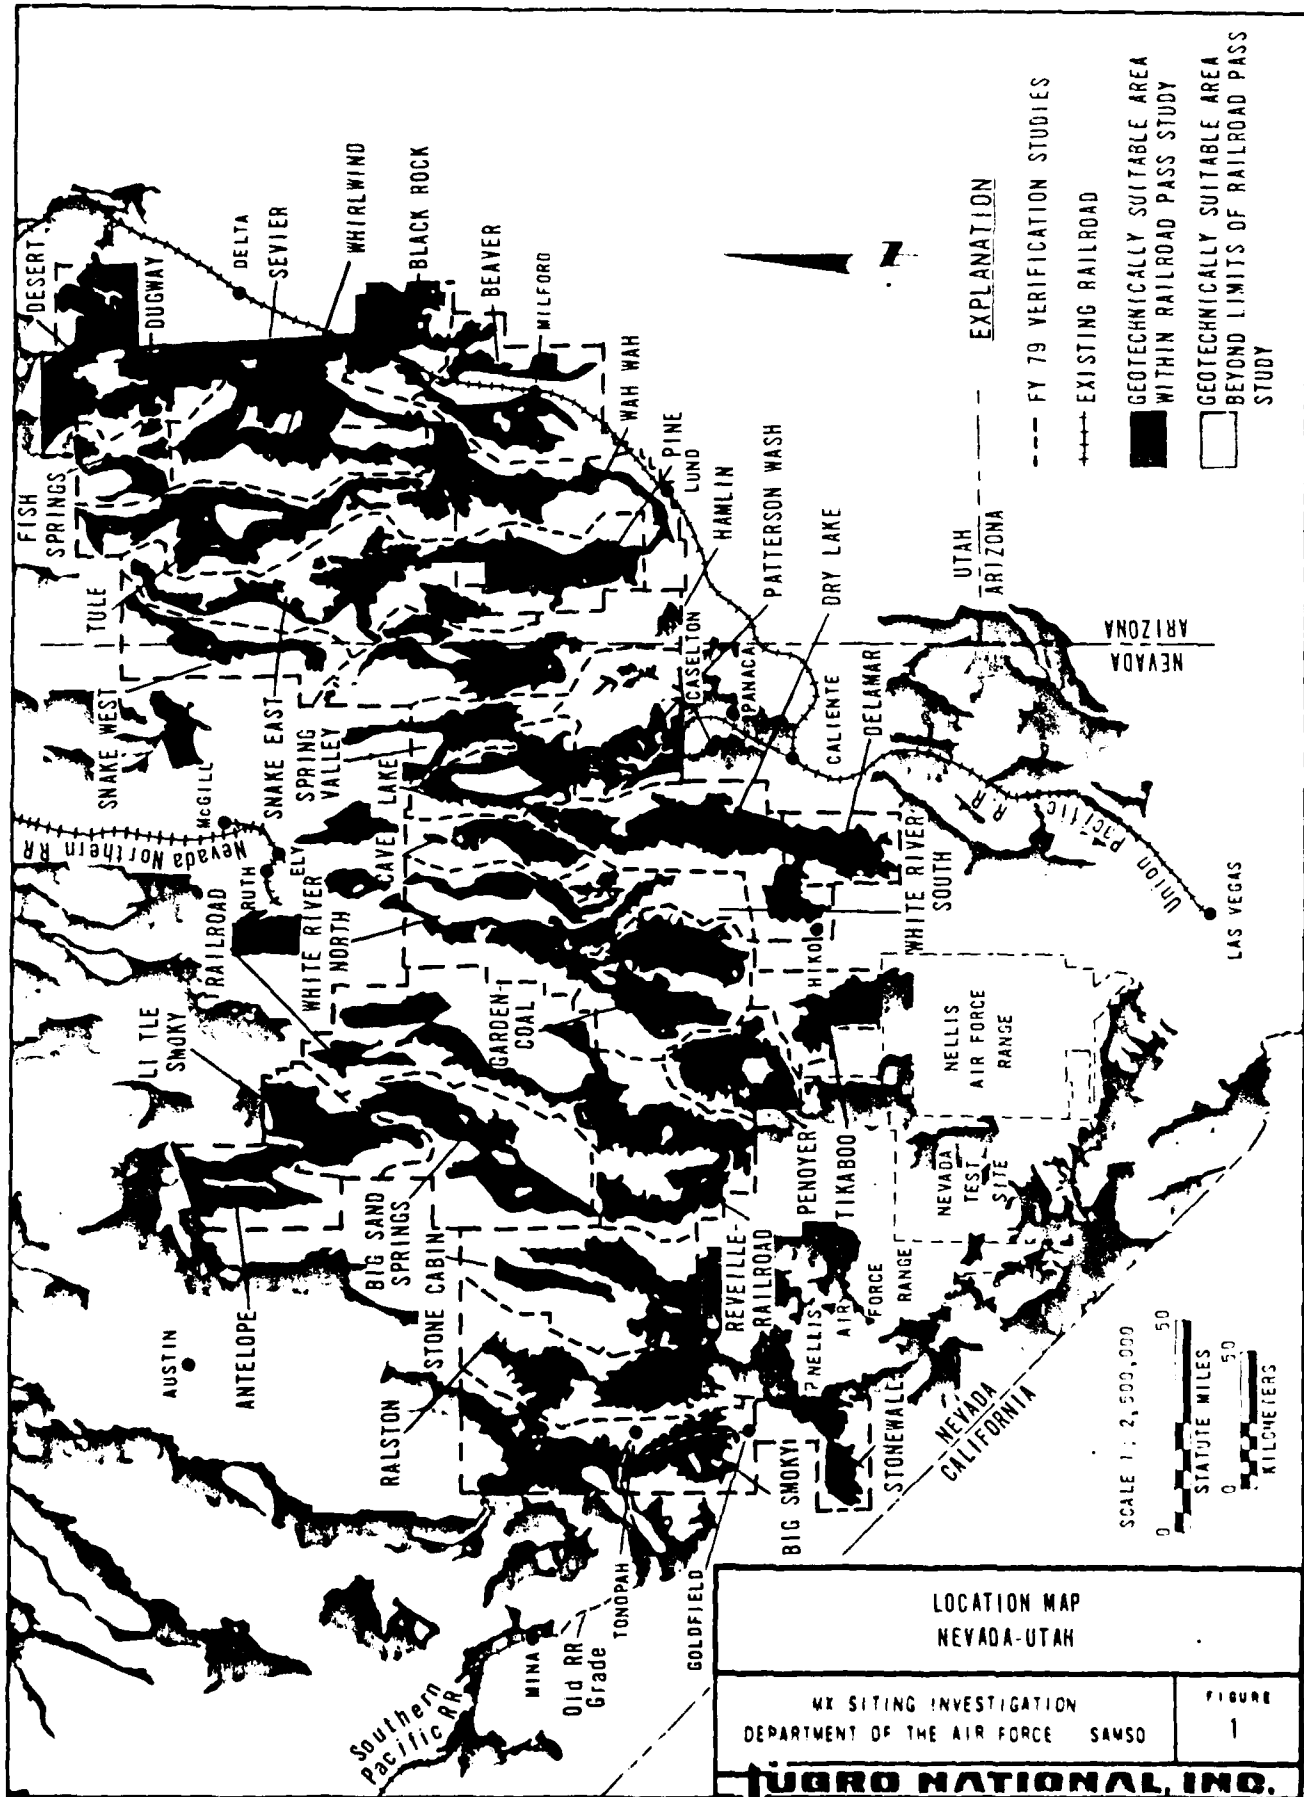 DESERT
DUGWAY
DELTA
SEVIER
WHIRLWIND
BLACK ROCK
BEAVER
MILFORD
FISH
SPRINGS
WAH WAH
PINE
LUND
TULE
HAMLIN
PATTERSON WASH
DRY LAKE
SNAKE WEST
SNAKE EAST
SPRING
VALLEY
CASELTON
PANACA
CALIENTE
DELAMAR
UTAH
ARIZONA
NEVADA
ARIZONA
McGILL
Nevada Northern RR
RUTH
ELY
CAVE
LAKE
WHITE RIVER
NORTH
WHITE RIVER
SOUTH
HIKO
Union Pacific
R.R.
LAS VEGAS
LI TLE
SMOKY
RAILROAD
GARDEN-
COAL
NELLIS
AIR FORCE
RANGE
AUSTIN
ANTELOPE
BIG SAND
SPRINGS
STONE CABIN
RALSTON
REVEILLE-
RAILROAD
PENOYER
TIKABOO
NEVADA
TEST
SITE
NELLIS
AIR
FORCE
RANGE
STONEWALL
BIG SMOKY
NEVADA
CALIFORNIA
TONOPAH
GOLDFIELD
MINA
Old RR
Grade
Southern
Pacific RR
EXPLANATION
FY 79 VERIFICATION STUDIES
EXISTING RAILROAD
GEOTECHNICALLY SUITABLE AREA
WITHIN RAILROAD PASS STUDY
GEOTECHNICALLY SUITABLE AREA
BEYOND LIMITS OF RAILROAD PASS
STUDY
SCALE 1: 2,500,000
0 50
STATUTE MILES
0 50
KILOMETERS
LOCATION MAP
NEVADA-UTAH
MX SITING INVESTIGATION
DEPARTMENT OF THE AIR FORCE SAMSO
FIGURE
1
UGRO NATIONAL, INC.